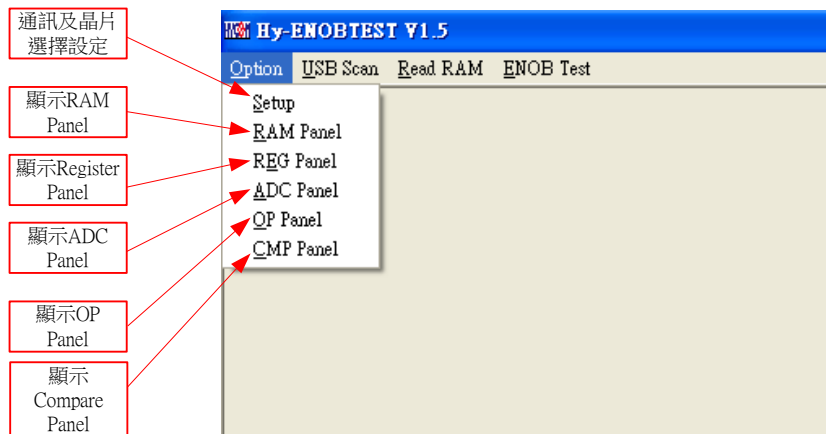 通訊及晶片
選擇設定
顯示RAM
Panel
顯示Register
Panel
顯示ADC
Panel
顯示OP
Panel
顯示
Compare
Panel
Hy-ENOBTEST V1.5
Option USB Scan Read RAM ENOB Test
Setup
RAM Panel
REG Panel
ADC Panel
OP Panel
CMP Panel